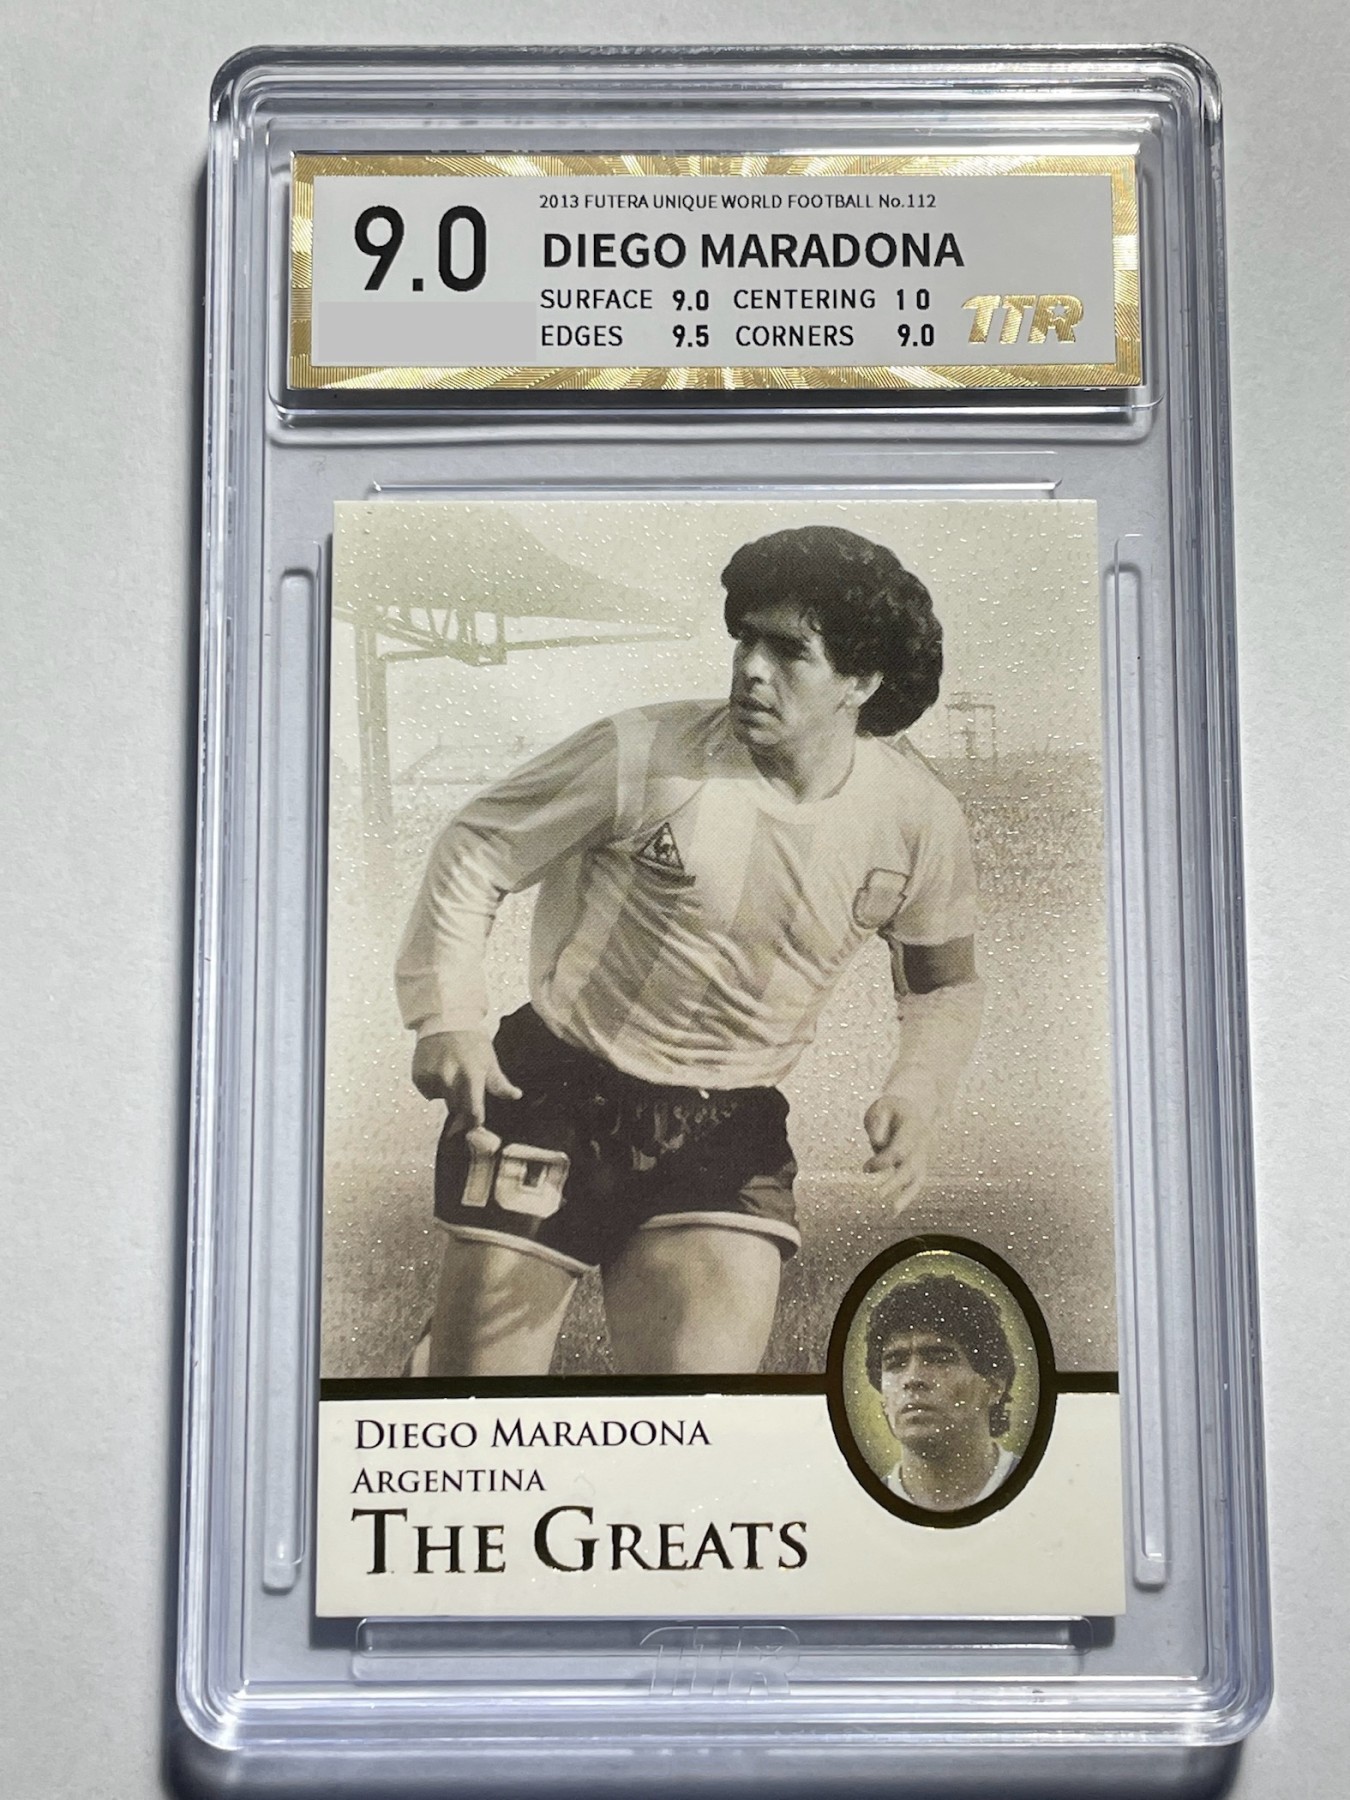 9.0
2013 FUTERA UNIQUE WORLD FOOTBALL No.112
DIEGO MARADONA
SURFACE 9.0 CENTERING 10
EDGES 9.5 CORNERS 9.0
TTR
10
DIEGO MARADONA
ARGENTINA
THE GREATS
TTR